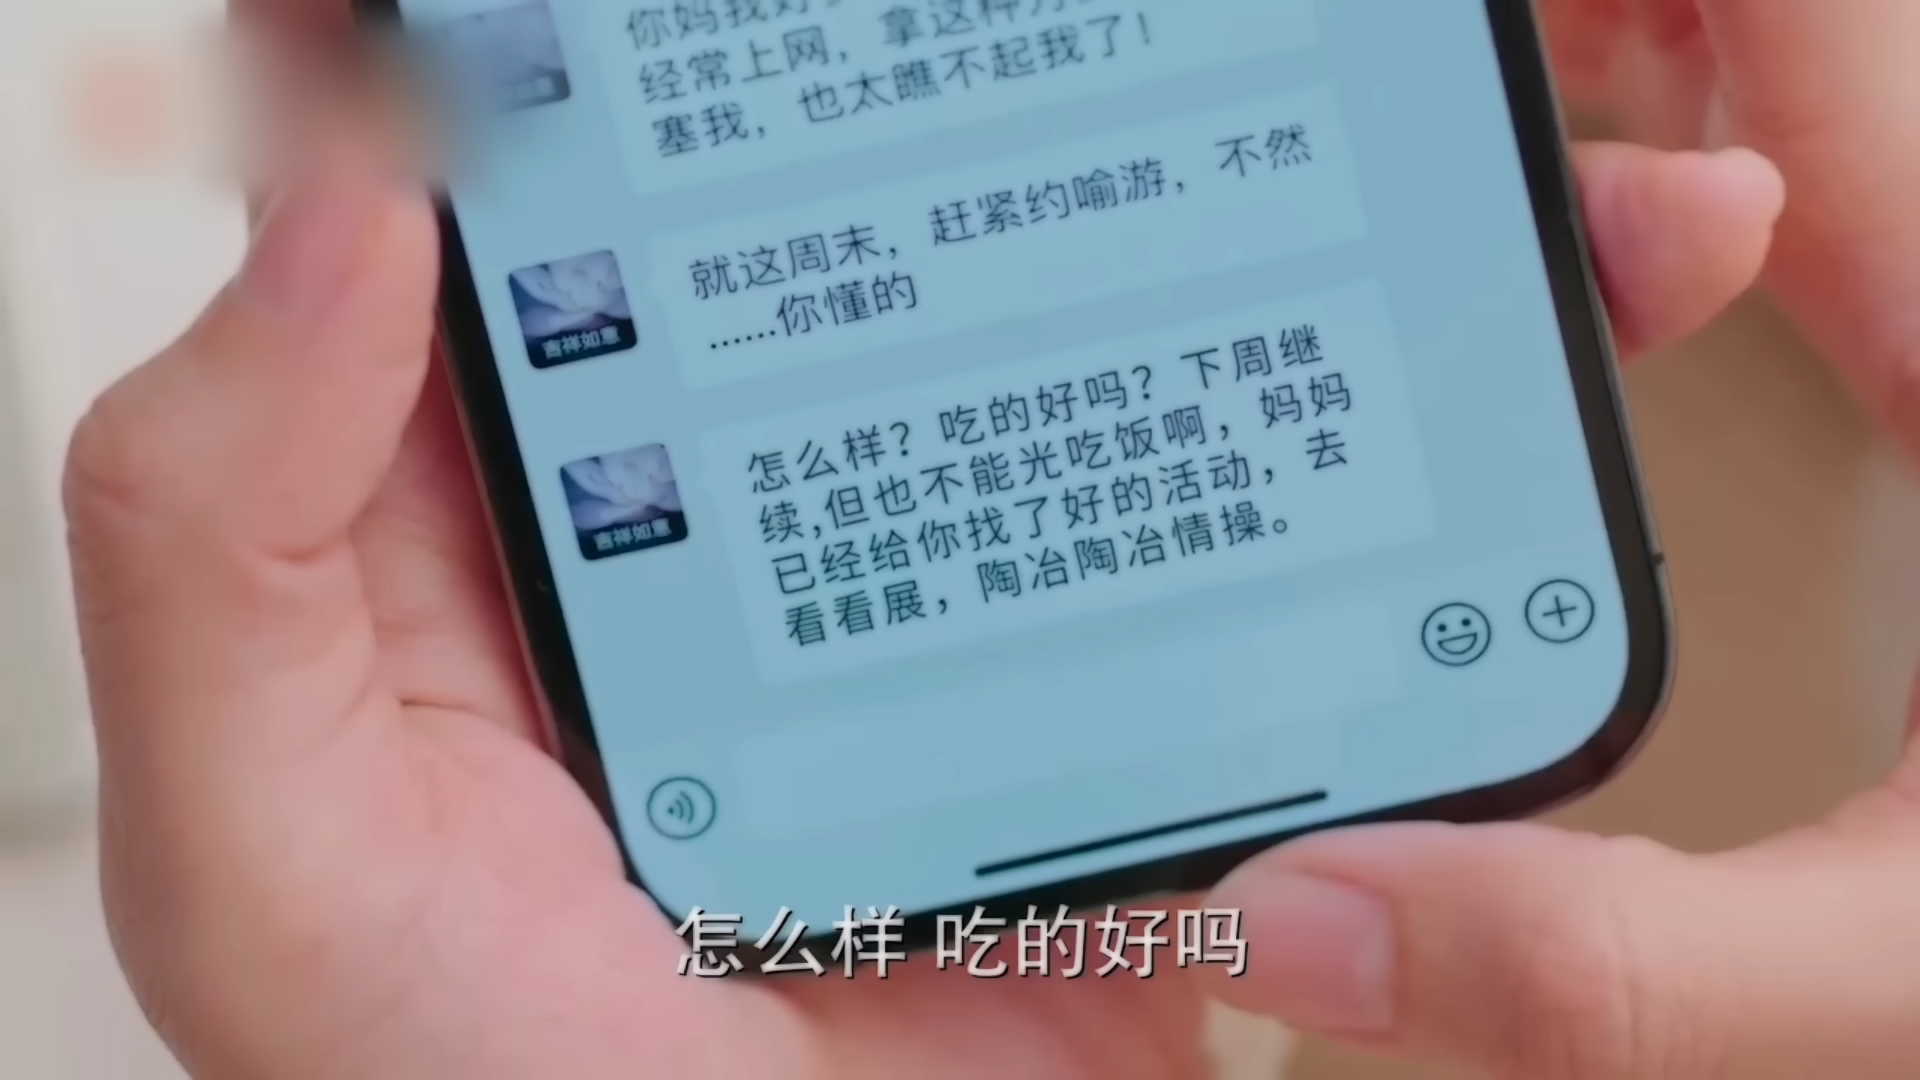 你妈我好
经常上网，拿这种
塞我，也太瞧不起我了！
就这周末，赶紧约喻游，不然
......你懂的
吉祥如意
怎么样？吃的好吗？下周继
续,但也不能光吃饭啊，妈妈
已经给你找了好的活动，去
看看展，陶冶陶冶情操。
吉祥如意
怎么样 吃的好吗